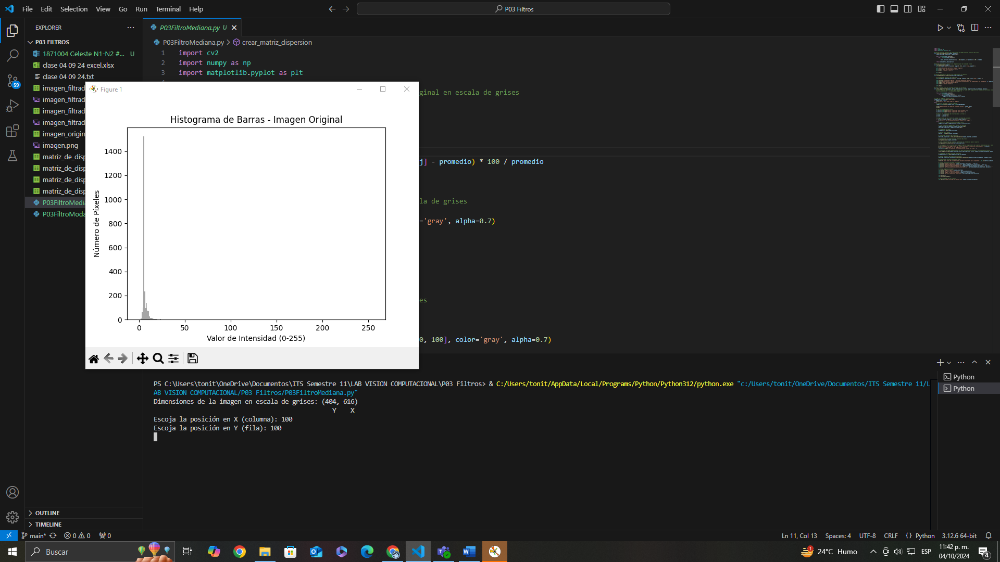 File Edit Selection View Go Run Terminal Help
P03 Filtros
EXPLORER
P03 FILTROS
1871004 Celeste N1-N2 #... U
clase 04 09 24 excel.xlsx
clase 04 09 24.txt
imagen_filtrad
imagen_filtrad
imagen_filtrad
imagen_filtrad
imagen_origin
imagen.png
matriz_de_disp
matriz_de_disp
matriz_de_disp
matriz_de_disp
P03FiltroMedia
P03FiltroModa
OUTLINE
TIMELINE
P03FiltroMediana.py U
P03FiltroMediana.py > crear_matriz_dispersion
1 import cv2
2 import numpy as np
3 import matplotlib.pyplot as plt
ginal en escala de grises
j] - promedio) * 100 / promedio
la de grises
='gray', alpha=0.7)
es
0, 100], color='gray', alpha=0.7)
Figure 1
Histograma de Barras - Imagen Original
Número de Píxeles
1400
1200
1000
800
600
400
200
0
0 50 100 150 200 250
Valor de Intensidad (0-255)
PS C:\Users\tonit\OneDrive\Documentos\ITS Semestre 11\LAB VISION COMPUTACIONAL\P03 Filtros> & C:/Users/tonit/AppData/Local/Programs/Python/Python312/python.exe "c:/Users/tonit/OneDrive/Documentos/ITS Semestre 11/L
AB VISION COMPUTACIONAL/P03 Filtros/P03FiltroMediana.py"
Dimensiones de la imagen en escala de grises: (404, 616)
Y X
Escoja la posición en X (columna): 100
Escoja la posición en Y (fila): 100
Python
Python
59
main* 0 0 0
Ln 11, Col 13 Spaces: 4 UTF-8 CRLF Python 3.12.6 64-bit
Buscar
1 24°C Humo ESP
11:42 p. m.
04/10/2024
4